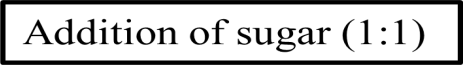 Addition of sugar (1:1)